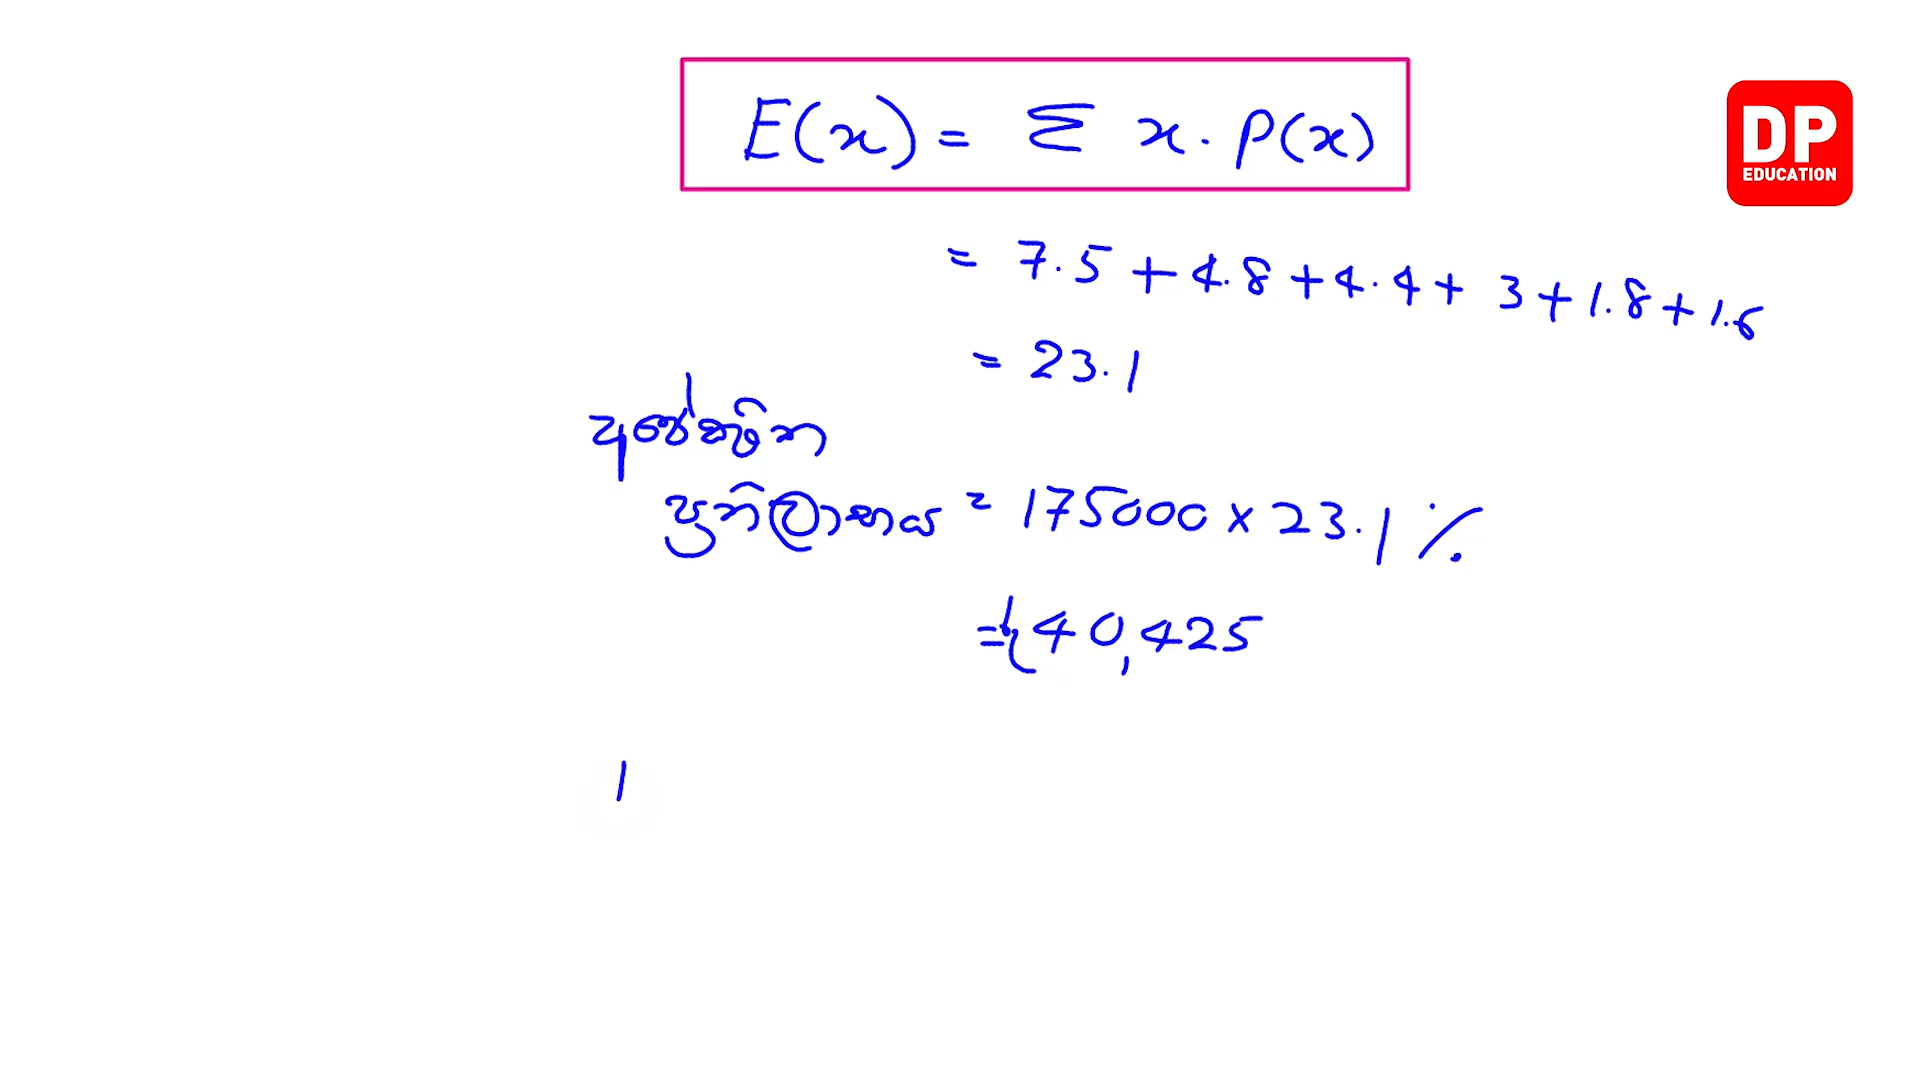 E(x) = Σ x. P(x)
DP
EDUCATION
= 7.5 + 4.8 + 4.4 + 3 + 1.8 + 1.6
= 23.1
අපේක්ෂිත
ප්‍රතිලාභය = 175000 × 23.1 %
= රු 40,425
1